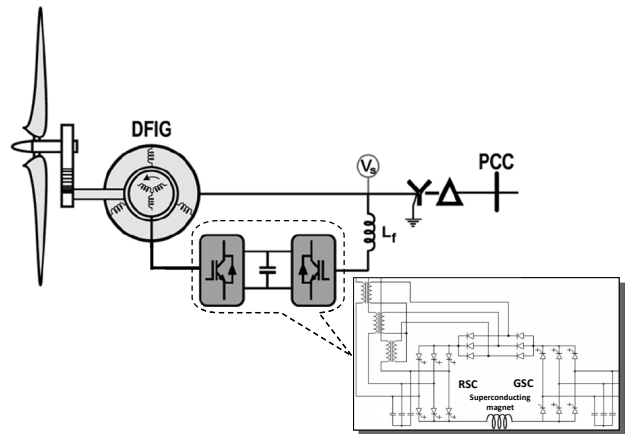 DFIG
Vs
PCC
Lf
RSC
GSC
Superconducting
magnet